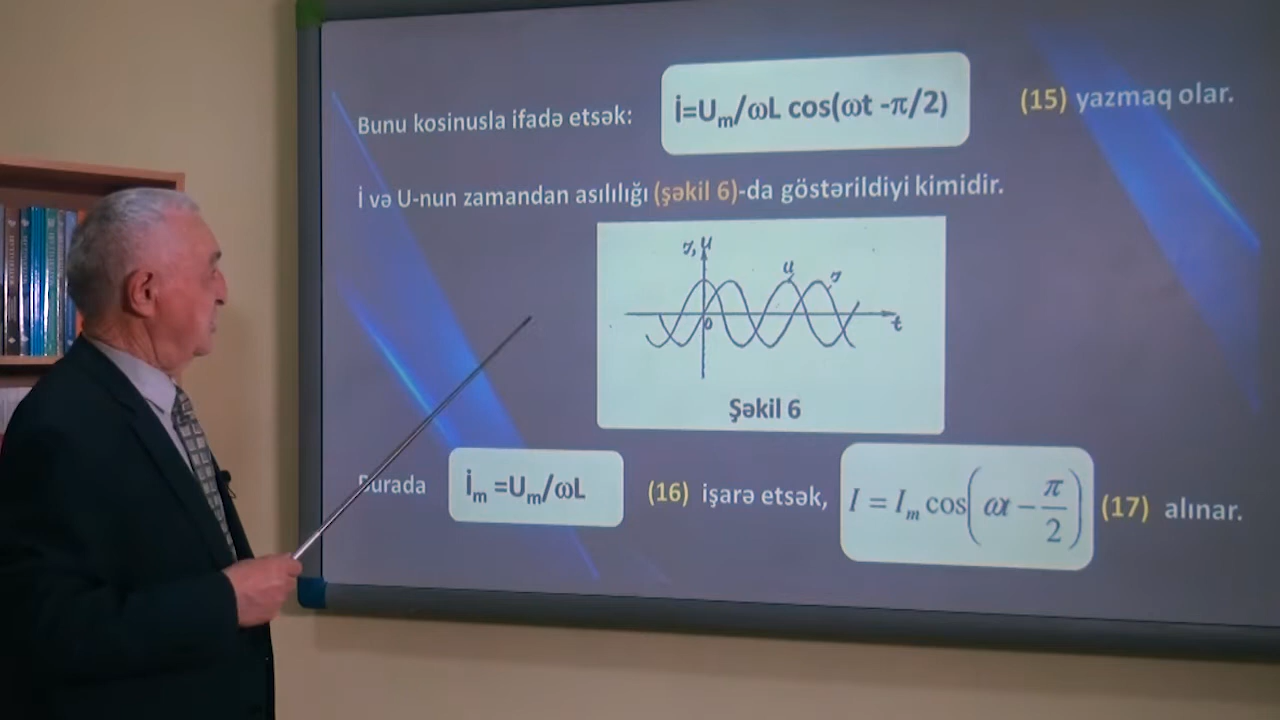 Bunu kosinusla ifadə etsək: İ=Uₘ/ωL cos(ωt -π/2) (15) yazmaq olar.
İ və U-nun zamandan asılılığı (şəkil 6)-da göstərildiyi kimidir.
J, U
U J
0 t
Şəkil 6
Burada İₘ =Uₘ/ωL (16) işarə etsək, I = Iₘ cos(ωt − π/2) (17) alınar.